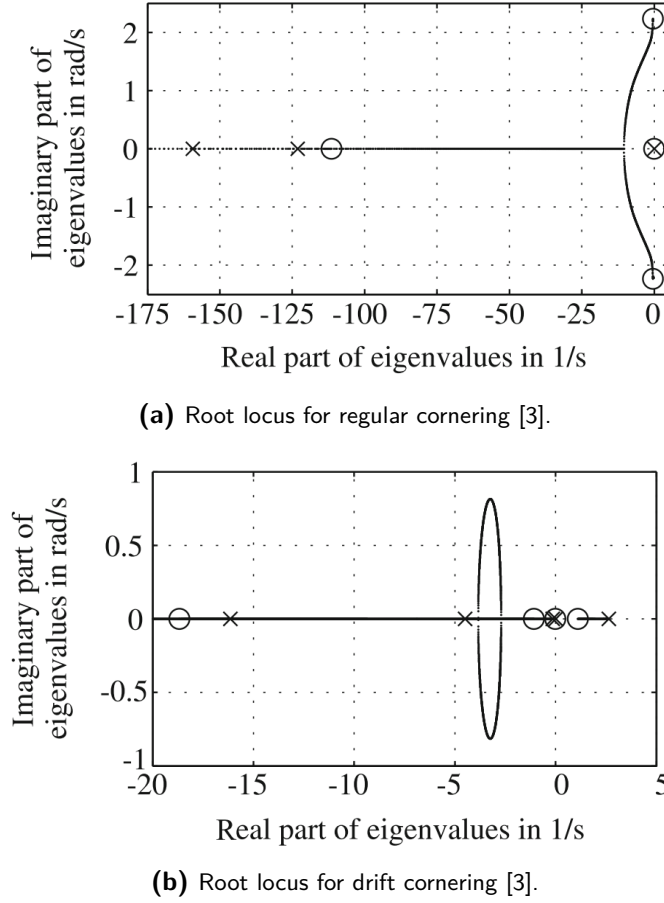 Imaginary part of
eigenvalues in rad/s
2
1
0
-1
-2
-175 -150 -125 -100 -75 -50 -25 0
Real part of eigenvalues in 1/s
(a) Root locus for regular cornering [3].
Imaginary part of
eigenvalues in rad/s
1
0.5
0
-0.5
-1
-20 -15 -10 -5 0 5
Real part of eigenvalues in 1/s
(b) Root locus for drift cornering [3].